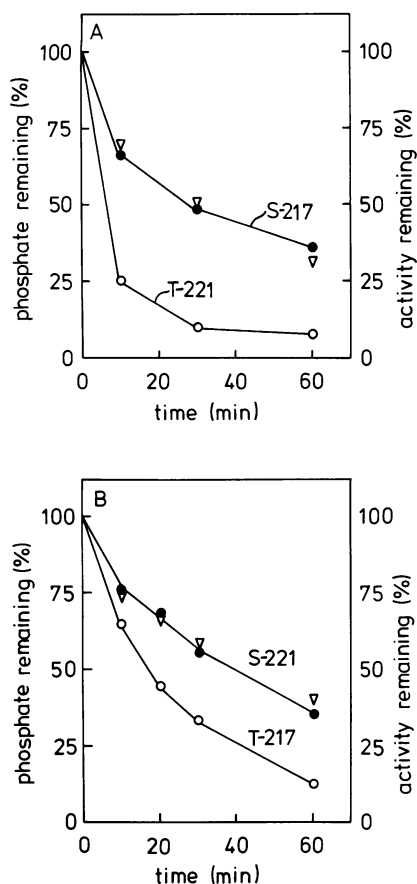 A
phosphate remaining (%)
activity remaining (%)
100
75
50
25
0
100
75
50
25
0
S-217
T-221
0 20 40 60
time (min)
B
phosphate remaining (%)
activity remaining (%)
100
75
50
25
0
100
75
50
25
0
S-221
T-217
0 20 40 60
time (min)